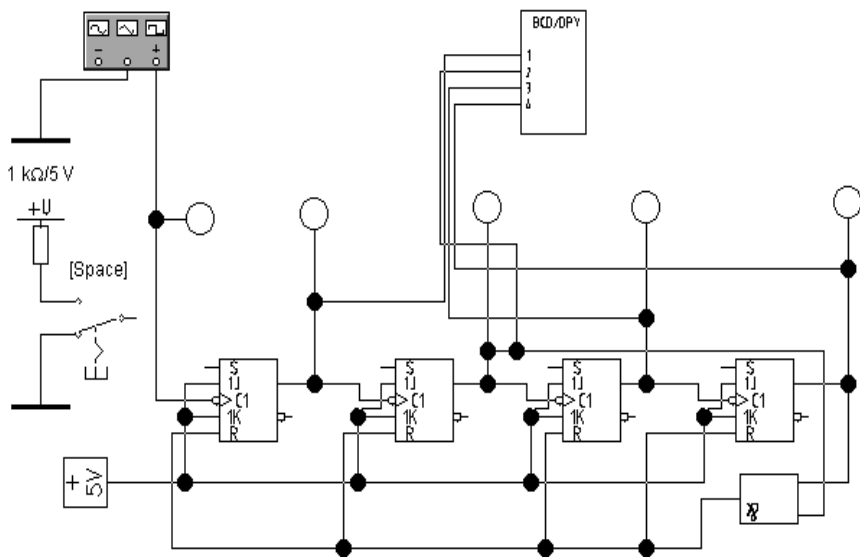 BCD/DPY
1
2
3
4
− +
1 kΩ/5 V
+V
[Space]
S
1J
C1
1K
R
S
1J
C1
1K
R
S
1J
C1
1K
R
S
1J
C1
1K
R
+
5V